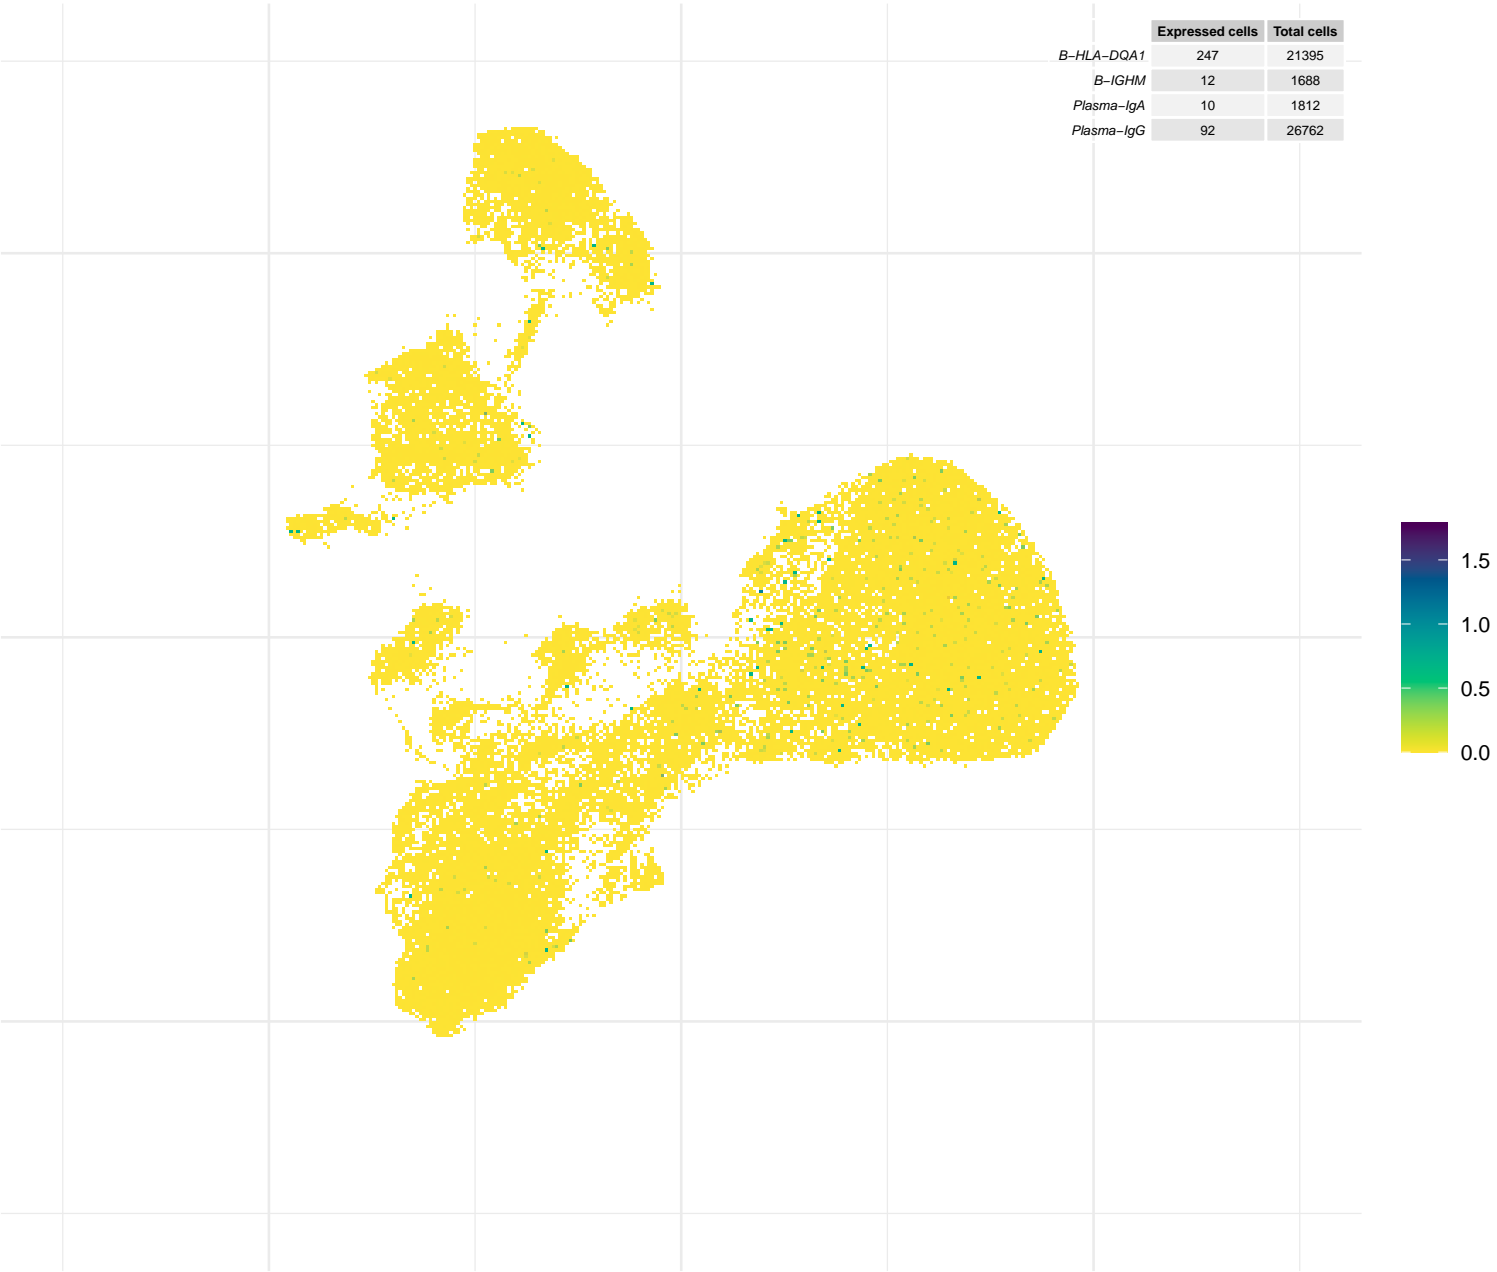 Expressed cells Total cells
B-HLA-DQA1 247 21395
B-IGHM 12 1688
Plasma-IgA 10 1812
Plasma-IgG 92 26762
1.5
1.0
0.5
0.0